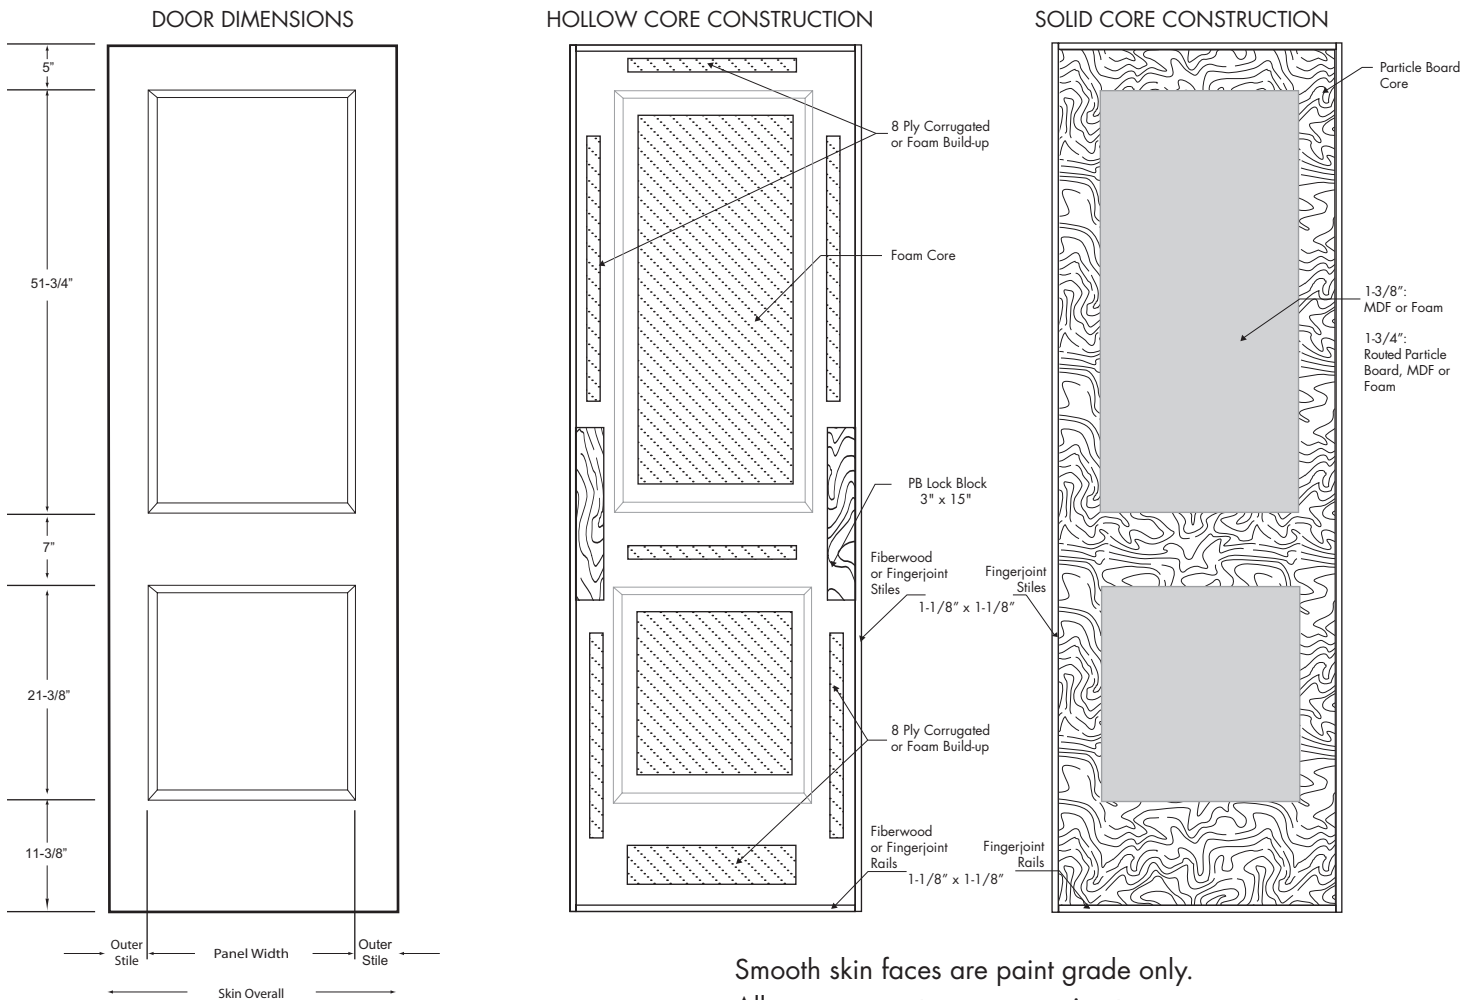 DOOR DIMENSIONS
5"
51-3/4"
7"
21-3/8"
11-3/8"
Outer
Stile
Panel Width
Outer
Stile
Skin Overall
HOLLOW CORE CONSTRUCTION
8 Ply Corrugated
or Foam Build-up
Foam Core
PB Lock Block
3" x 15"
Fiberwood
or Fingerjoint
Stiles
1-1/8" x 1-1/8"
8 Ply Corrugated
or Foam Build-up
Fiberwood
or Fingerjoint
Rails
1-1/8" x 1-1/8"
SOLID CORE CONSTRUCTION
Particle Board
Core
1-3/8":
MDF or Foam
1-3/4":
Routed Particle
Board, MDF or
Foam
Fingerjoint
Stiles
Fingerjoint
Rails
Smooth skin faces are paint grade only.